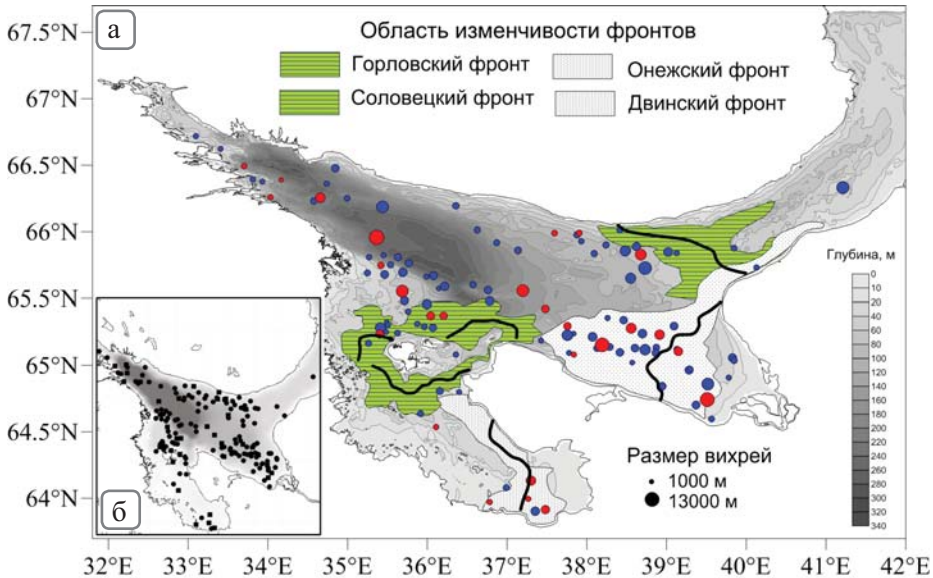 а
Область изменчивости фронтов
Горловский фронт
Онежский фронт
Соловецкий фронт
Двинский фронт
67.5°N
67°N
66.5°N
66°N
65.5°N
65°N
64.5°N
64°N
Глубина, м
0
10
20
40
60
80
100
120
140
160
180
200
220
240
260
280
300
320
340
Размер вихрей
1000 м
13000 м
б
32°E 33°E 34°E 35°E 36°E 37°E 38°E 39°E 40°E 41°E 42°E